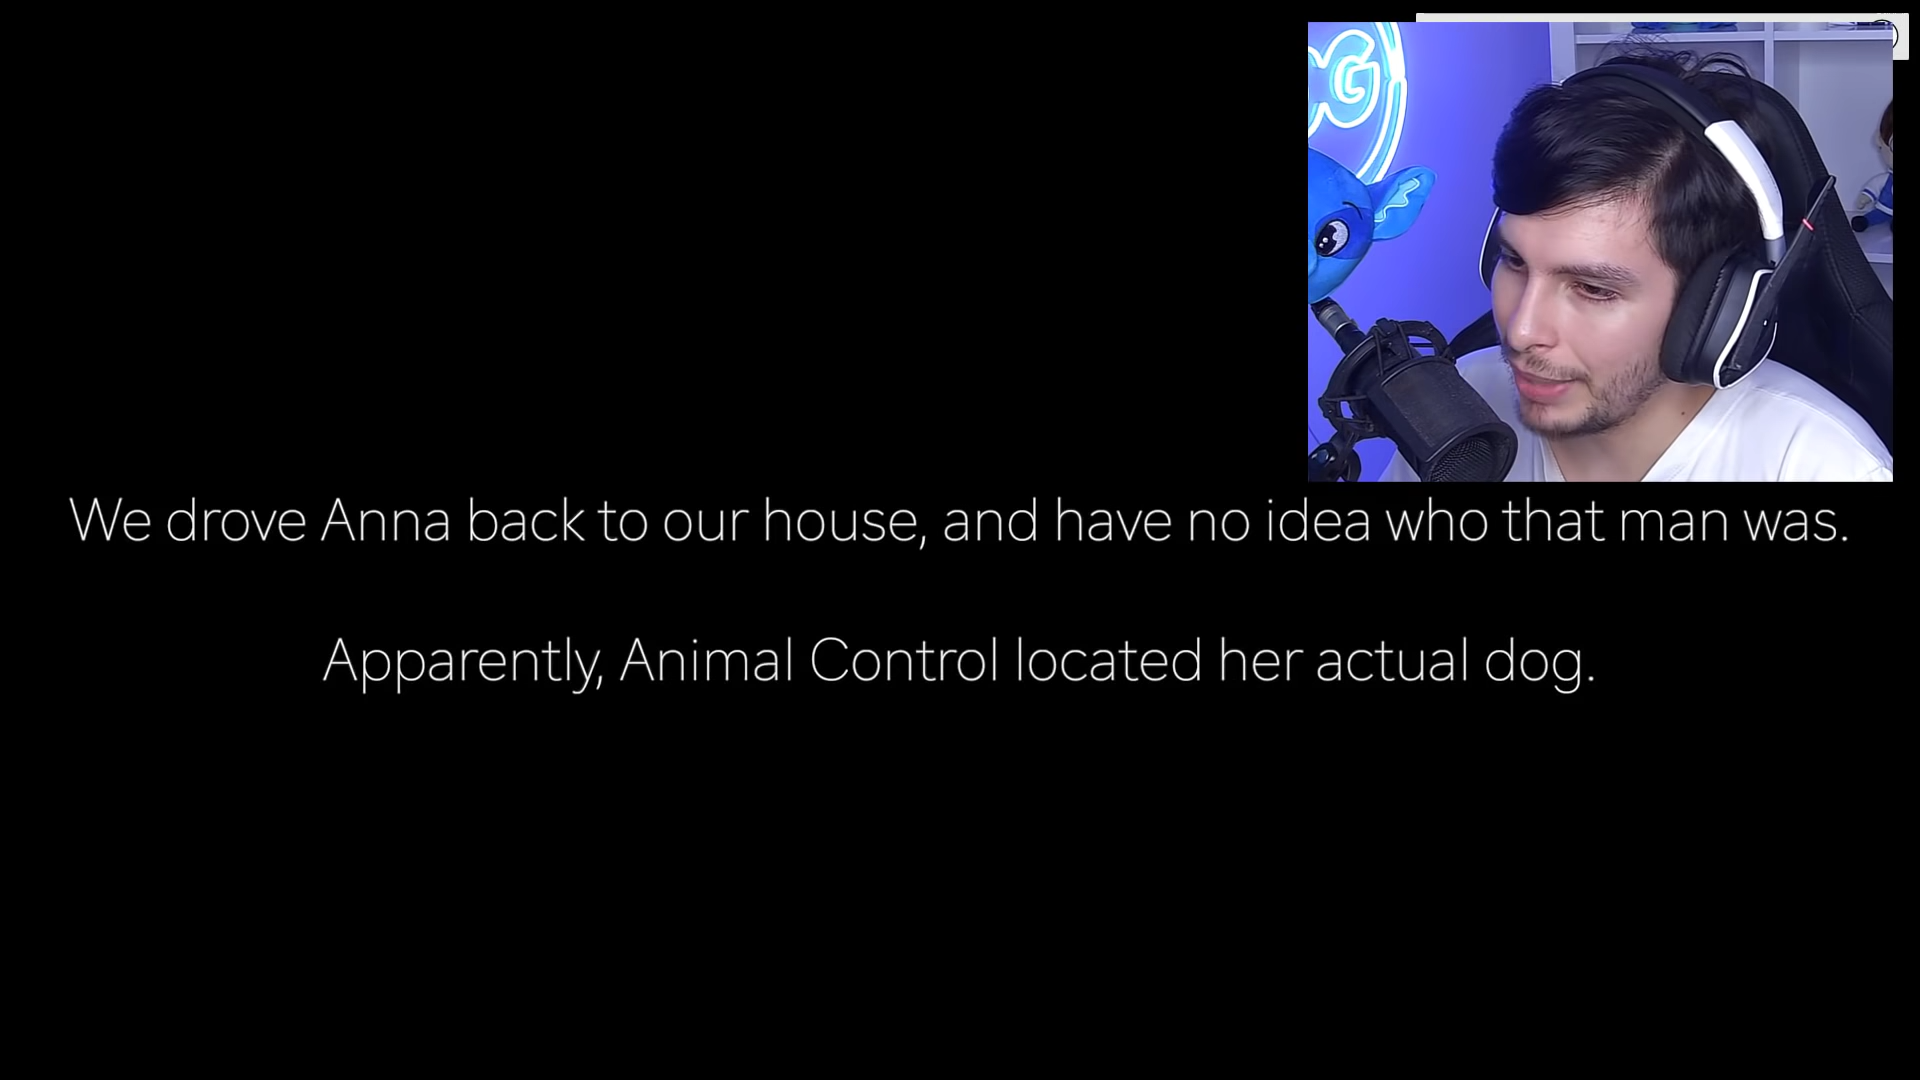 CG
We drove Anna back to our house, and have no idea who that man was.
Apparently, Animal Control located her actual dog.